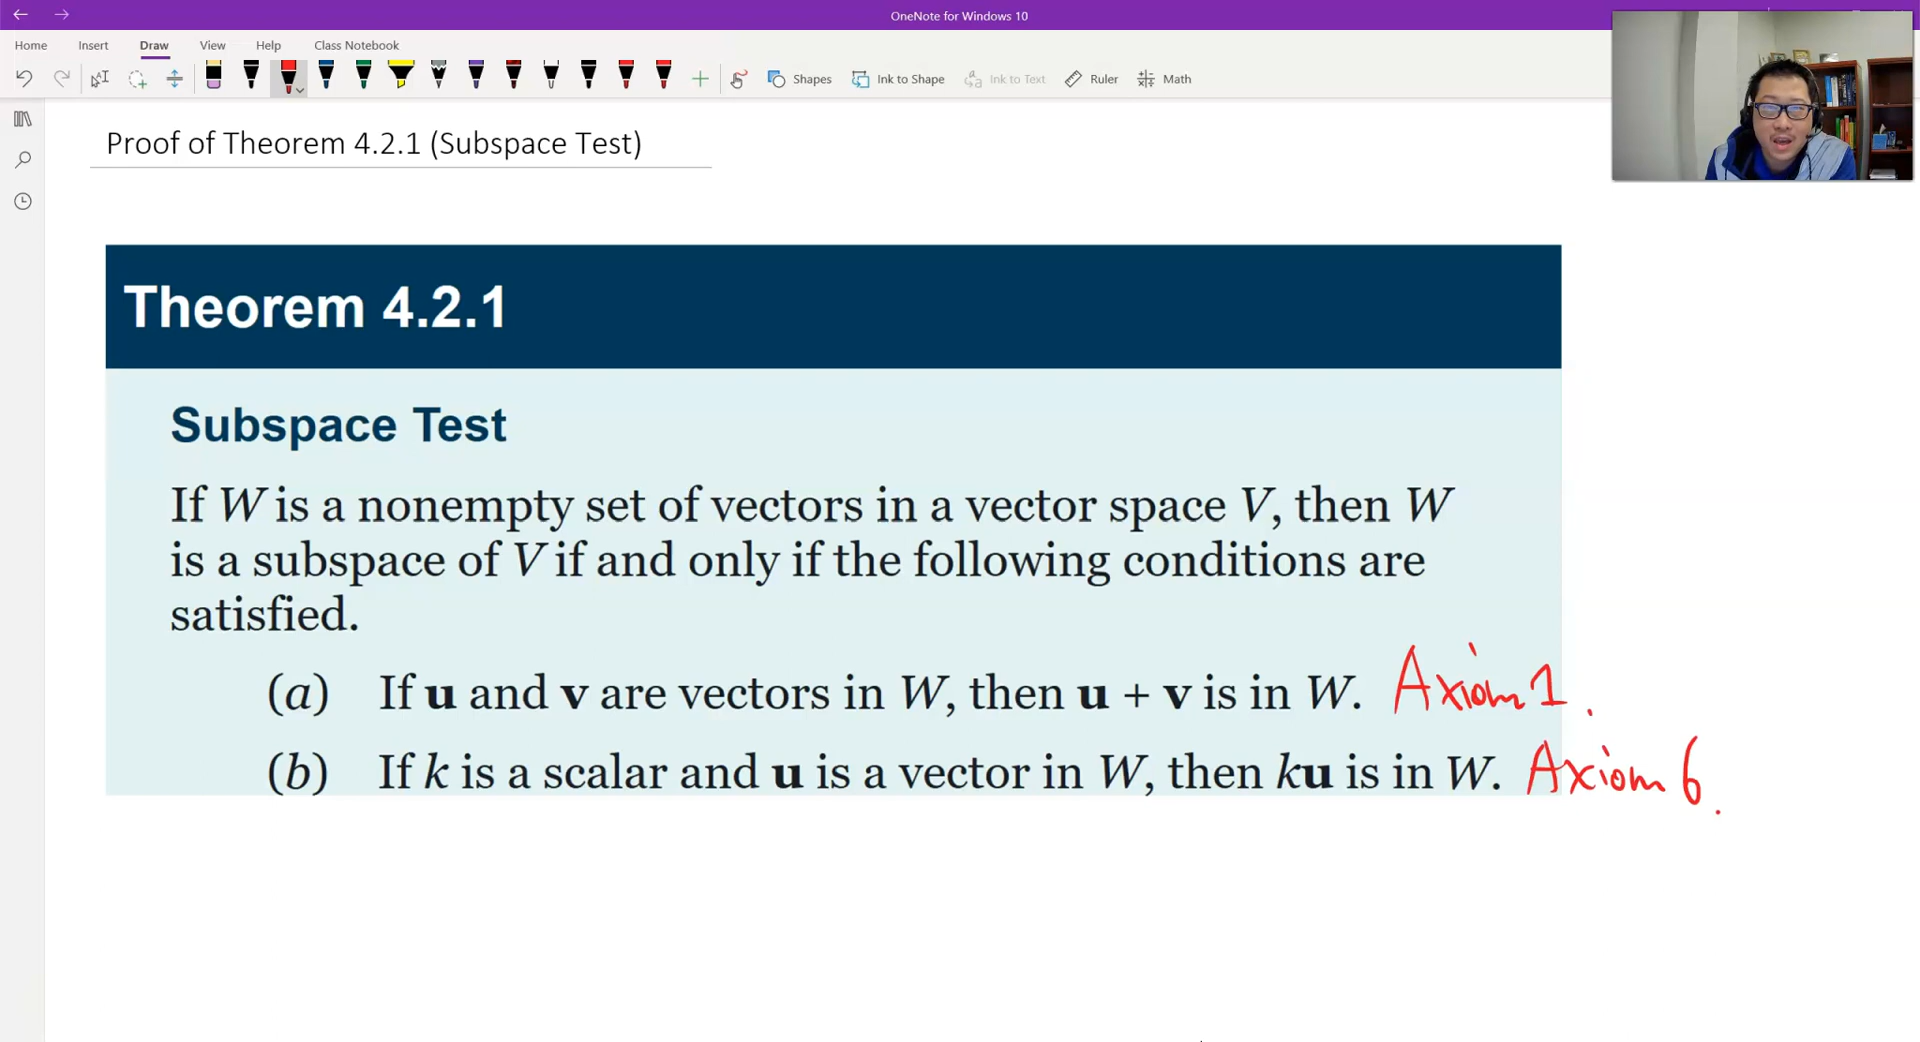 OneNote for Windows 10
Home Insert Draw View Help Class Notebook
Shapes Ink to Shape Ink to Text Ruler Math
Proof of Theorem 4.2.1 (Subspace Test)
Theorem 4.2.1
Subspace Test
If W is a nonempty set of vectors in a vector space V, then W
is a subspace of V if and only if the following conditions are
satisfied.
(a) If u and v are vectors in W, then u + v is in W. Axiom 1.
(b) If k is a scalar and u is a vector in W, then ku is in W. Axiom 6.